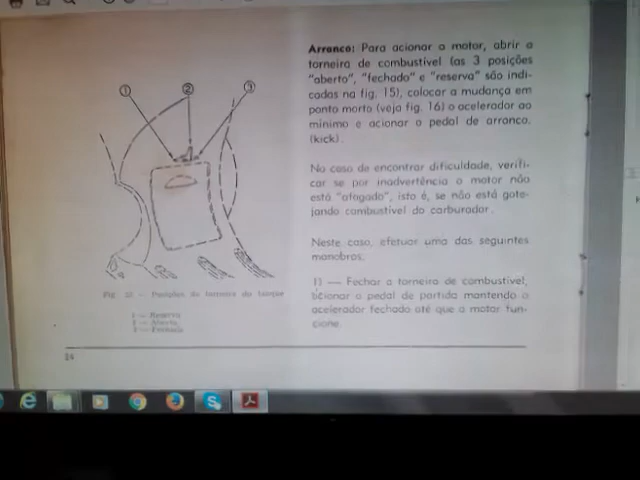 1
2
3
Fig. 15 — Posições da torneira do tanque
1 — Reserva
2 — Aberta
3 — Fechada
24
Arranco: Para acionar o motor, abrir a
torneira de combustível (as 3 posições
"aberto", "fechado" e "reserva" são indi-
cadas na fig. 15), colocar a mudança em
ponto morto (veja fig. 16) o acelerador ao
mínimo e acionar o pedal de arranco.
(kick).
No caso de encontrar dificuldade, verifi-
car se por inadvertência o motor não
está "afogado", isto é, se não está gote-
jando combustível do carburador.
Neste caso, efetuar uma das seguintes
manobras:
1) — Fechar a torneira de combustível,
acionar o pedal de partida mantendo o
acelerador fechado até que o motor fun-
cione.